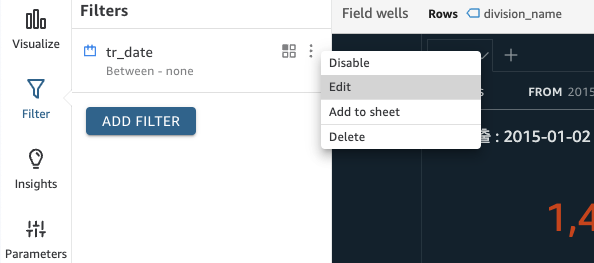 Filters
Field wells Rows division_name
Visualize
tr_date
Between - none
Disable
Edit
FROM 2015
Filter
ADD FILTER
Add to sheet
Delete
출 : 2015-01-02
Insights
1,4
Parameters